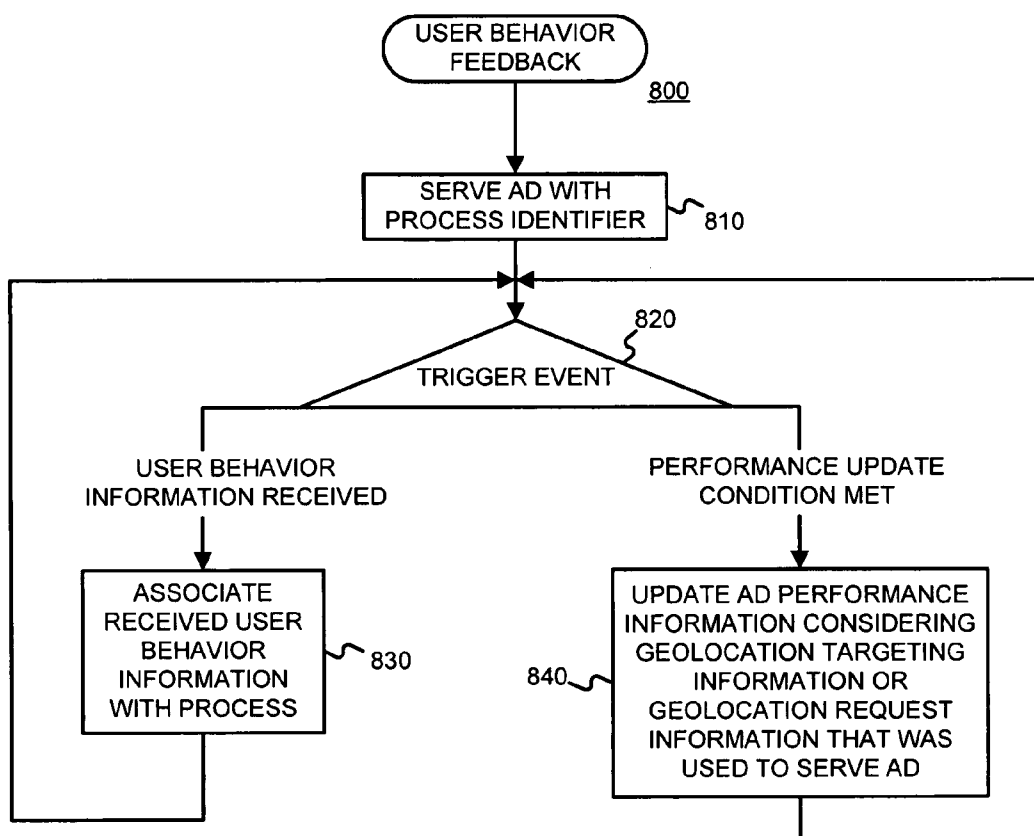 USER BEHAVIOR
FEEDBACK
800
SERVE AD WITH
PROCESS IDENTIFIER
810
820
TRIGGER EVENT
USER BEHAVIOR
INFORMATION RECEIVED
PERFORMANCE UPDATE
CONDITION MET
ASSOCIATE
RECEIVED USER
BEHAVIOR
INFORMATION
WITH PROCESS
830
840
UPDATE AD PERFORMANCE
INFORMATION CONSIDERING
GEOLOCATION TARGETING
INFORMATION OR
GEOLOCATION REQUEST
INFORMATION THAT WAS
USED TO SERVE AD